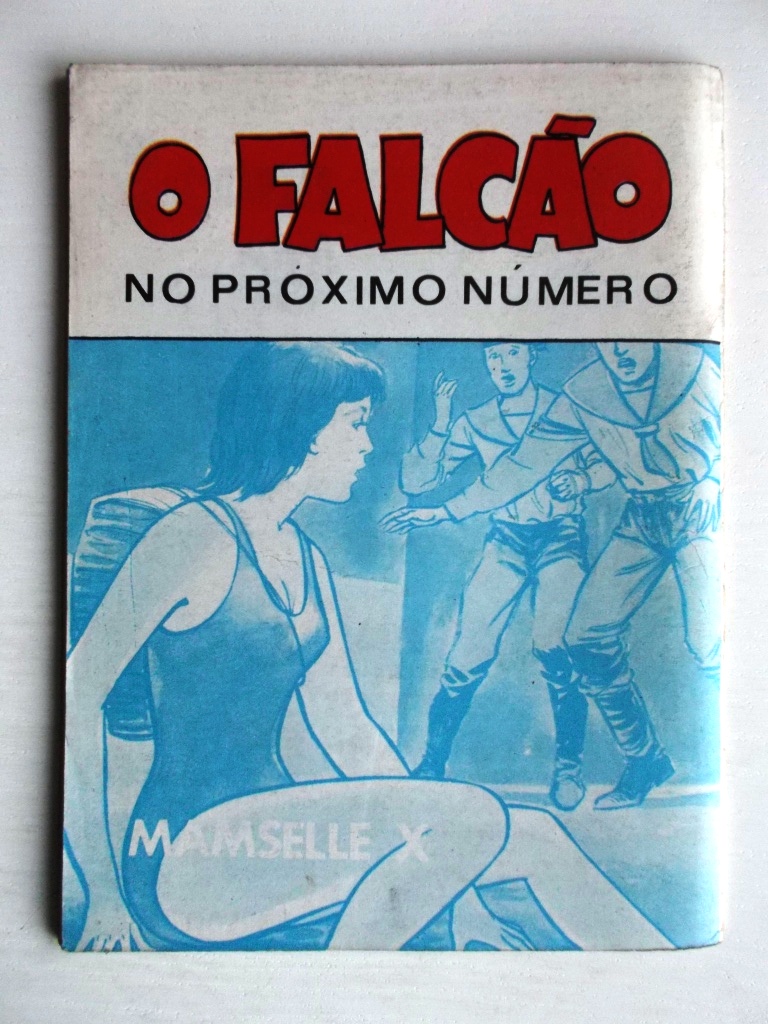 O FALCÃO
NO PRÓXIMO NÚMERO
MAMSELLE X